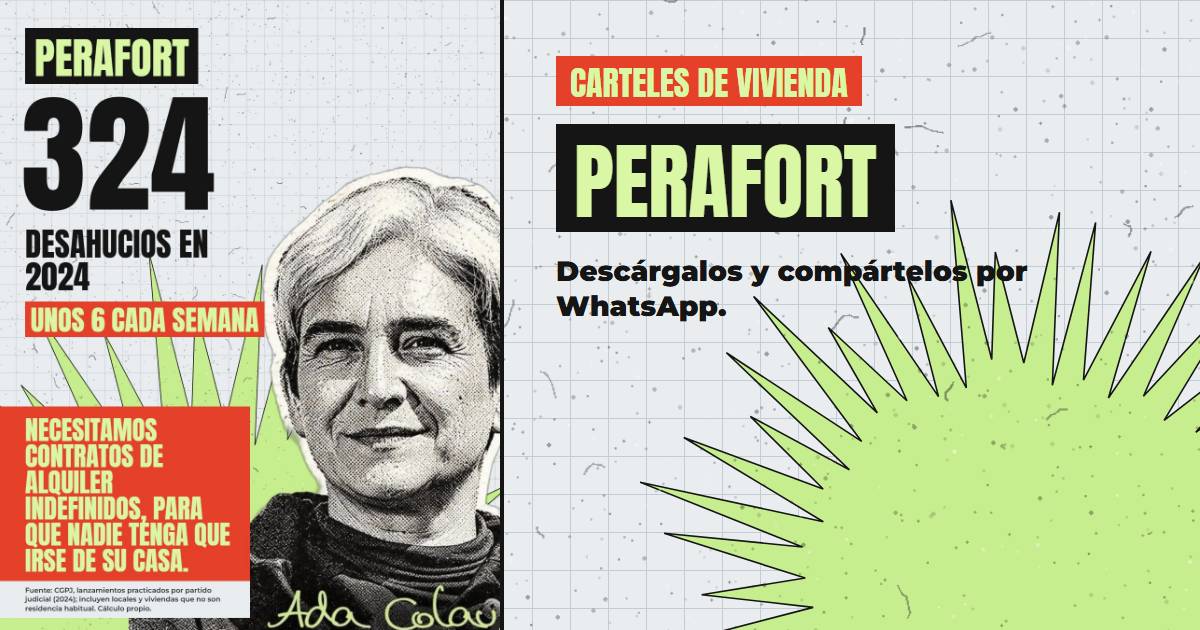 PERAFORT
324
DESAHUCIOS EN
2024
UNOS 6 CADA SEMANA
NECESITAMOS
CONTRATOS DE
ALQUILER
INDEFINIDOS, PARA
QUE NADIE TENGA QUE
IRSE DE SU CASA.
Fuente: CGPJ, lanzamientos practicados por partido
judicial (2024); incluyen locales y viviendas que no son
residencia habitual. Cálculo propio.
Ada Colau
CARTELES DE VIVIENDA
PERAFORT
Descárgalos y compártelos por
WhatsApp.